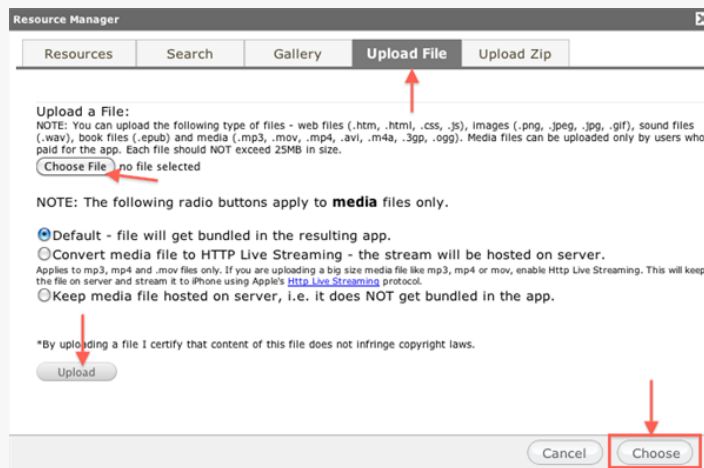 Resource Manager
Resources Search Gallery Upload File Upload Zip
Upload a File:
NOTE: You can upload the following type of files - web files (.htm, .html, .css, .js), images (.png, .jpeg, .jpg, .gif), sound files
(.wav), book files (.epub) and media (.mp3, .mov, .mp4, .avi, .m4a, .3gp, .ogg). Media files can be uploaded only by users who
paid for the app. Each file should NOT exceed 25MB in size.
Choose File no file selected
NOTE: The following radio buttons apply to media files only.
Default - file will get bundled in the resulting app.
Convert media file to HTTP Live Streaming - the stream will be hosted on server.
Applies to mp3, mp4 and .mov files only. If you are uploading a big size media file like mp3, mp4 or mov, enable Http Live Streaming. This will keep
the file on server and stream it to iPhone using Apple's Http Live Streaming protocol.
Keep media file hosted on server, i.e. it does NOT get bundled in the app.
*By uploading a file I certify that content of this file does not infringe copyright laws.
Upload
Cancel Choose